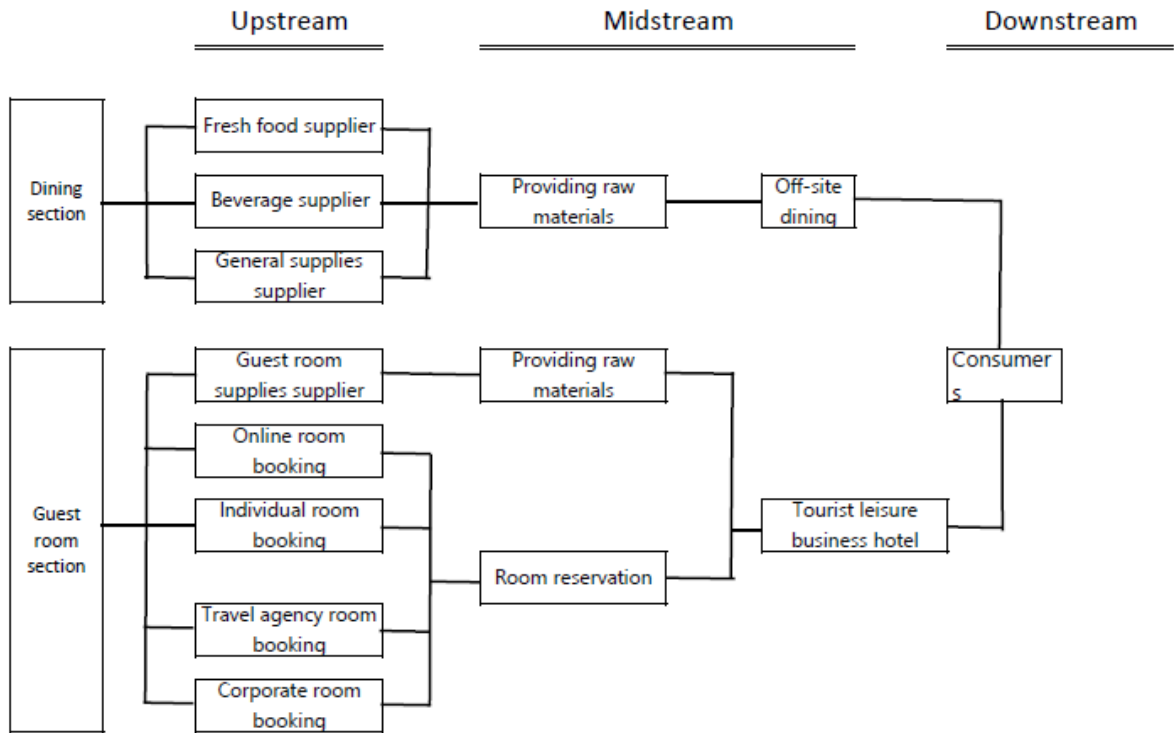 Upstream
Midstream
Downstream
Dining
section
Fresh food supplier
Beverage supplier
General supplies
supplier
Providing raw
materials
Off-site
dining
Guest
room
section
Guest room
supplies supplier
Online room
booking
Individual room
booking
Travel agency room
booking
Corporate room
booking
Providing raw
materials
Room reservation
Tourist leisure
business hotel
Consumer
s